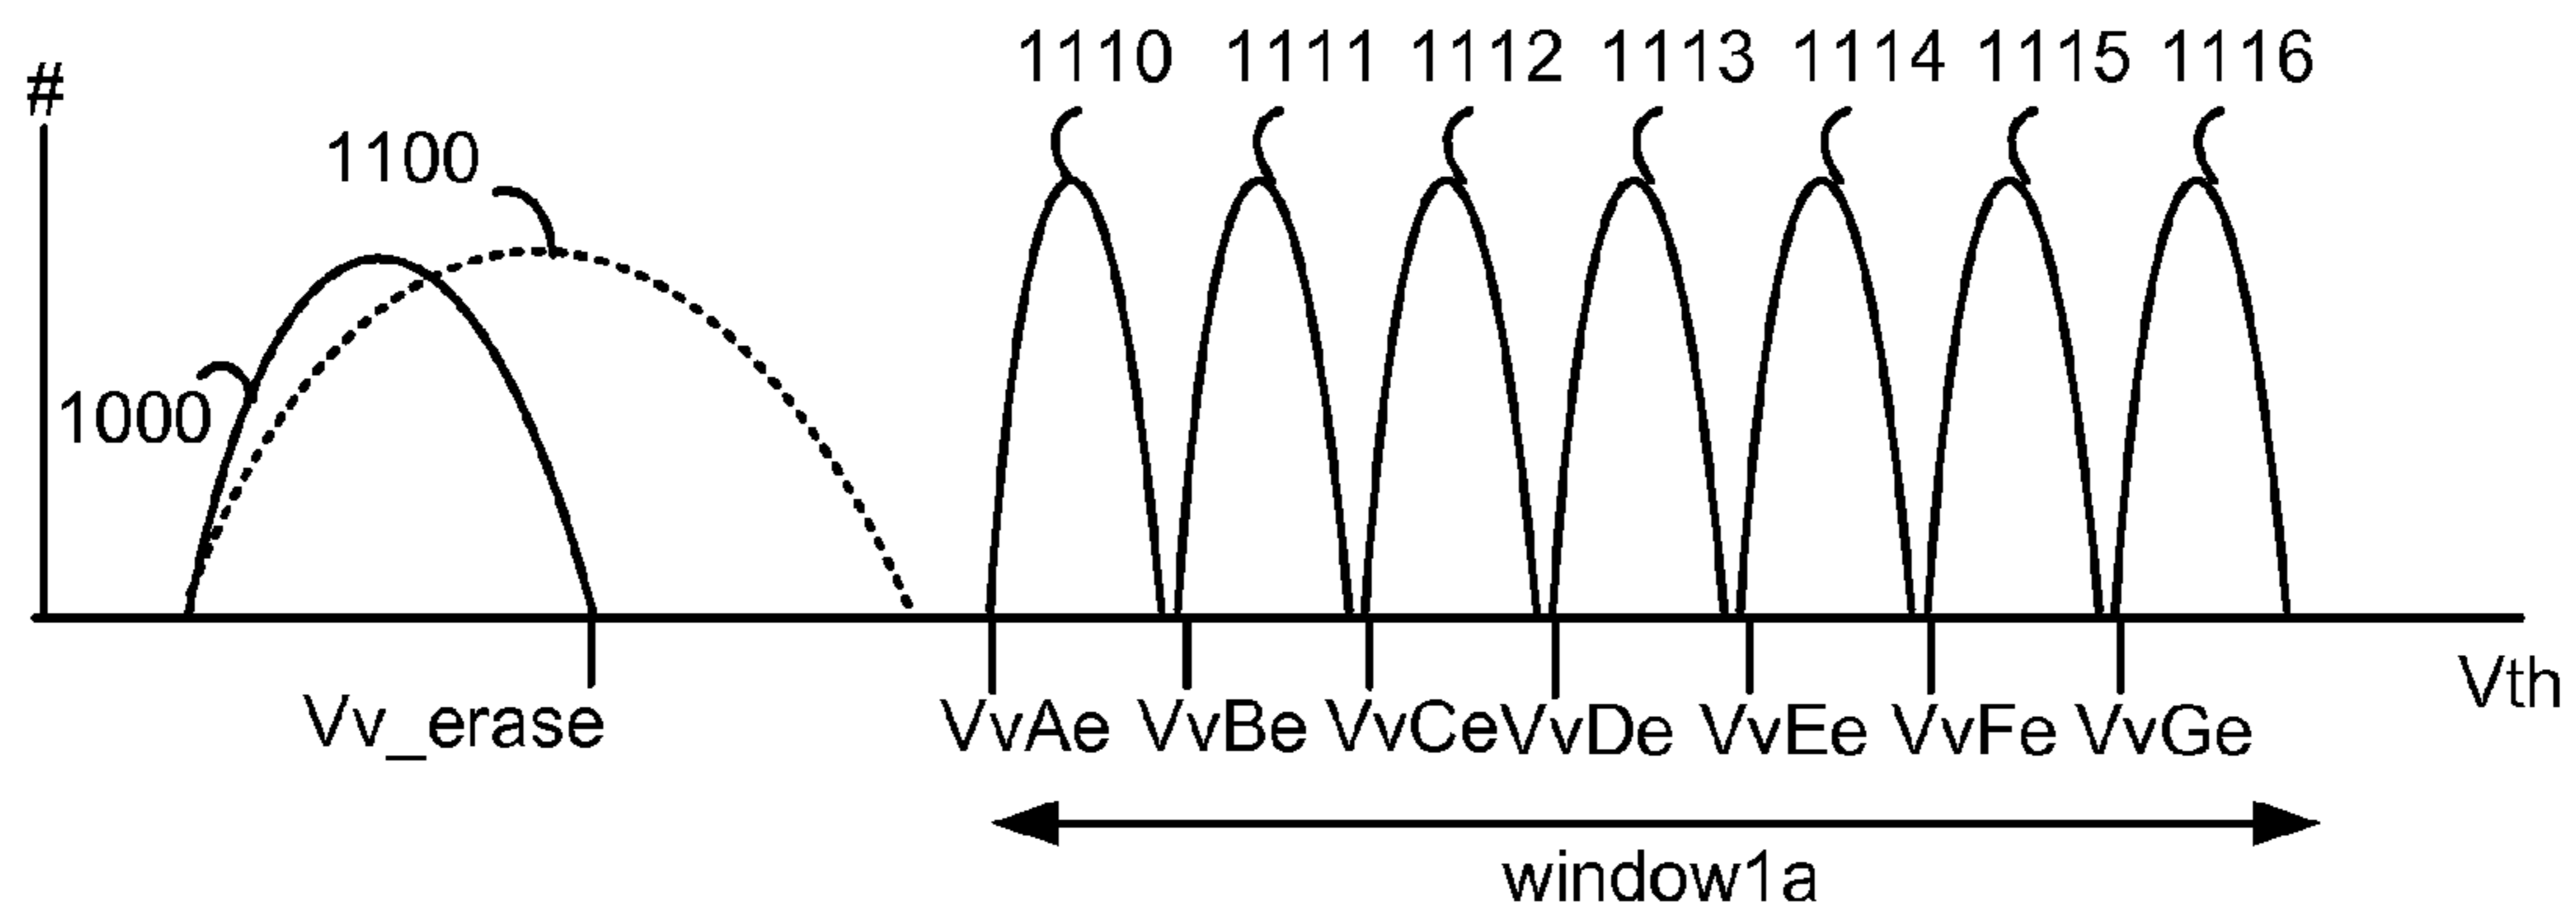 #
1100
1000
1110 1111 1112 1113 1114 1115 1116
Vv_erase VvAe VvBe VvCe VvDe VvEe VvFe VvGe
Vth
window1a